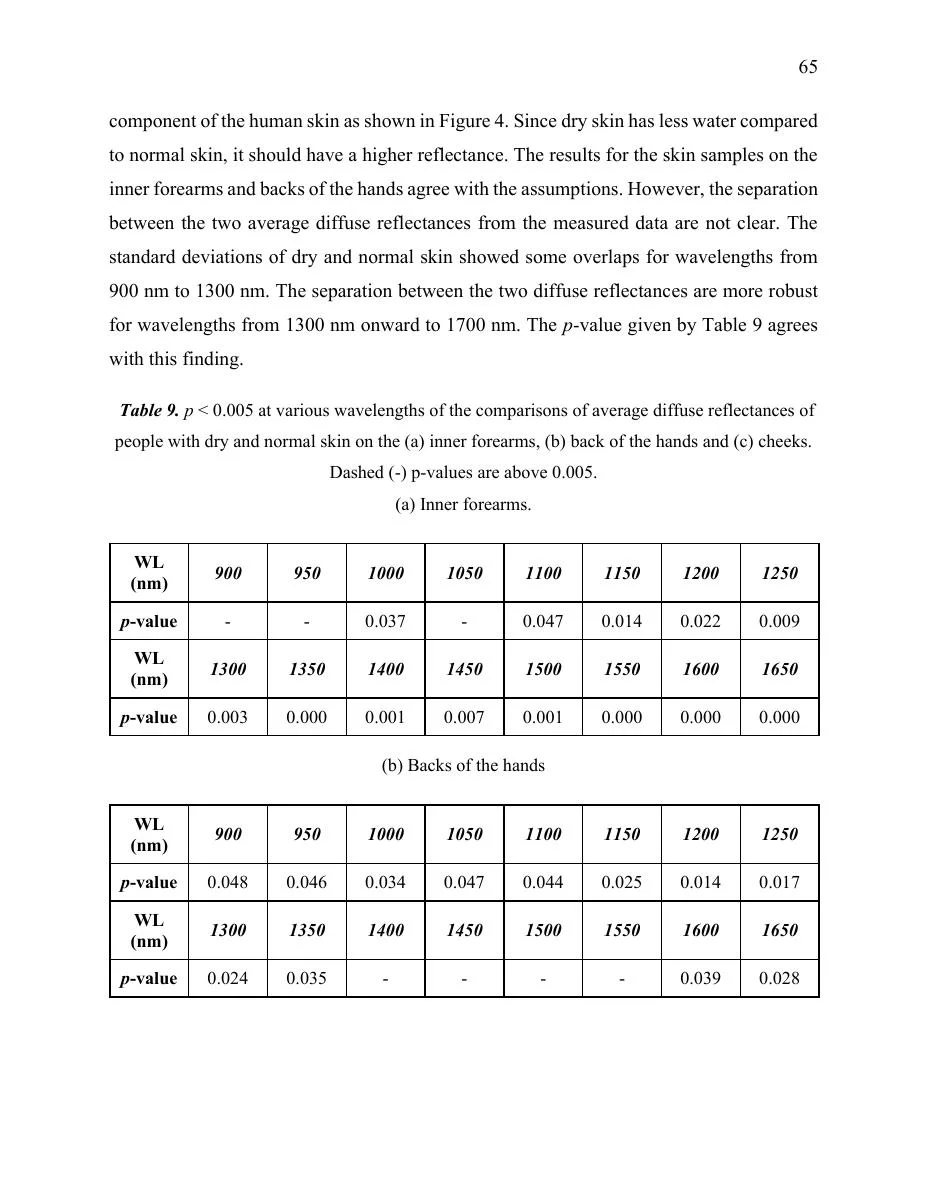 65
component of the human skin as shown in Figure 4. Since dry skin has less water compared
to normal skin, it should have a higher reflectance. The results for the skin samples on the
inner forearms and backs of the hands agree with the assumptions. However, the separation
between the two average diffuse reflectances from the measured data are not clear. The
standard deviations of dry and normal skin showed some overlaps for wavelengths from
900 nm to 1300 nm. The separation between the two diffuse reflectances are more robust
for wavelengths from 1300 nm onward to 1700 nm. The p-value given by Table 9 agrees
with this finding.
Table 9. p < 0.005 at various wavelengths of the comparisons of average diffuse reflectances of
people with dry and normal skin on the (a) inner forearms, (b) back of the hands and (c) cheeks.
Dashed (-) p-values are above 0.005.
(a) Inner forearms.
WL (nm) 900 950 1000 1050 1100 1150 1200 1250
p-value - - 0.037 - 0.047 0.014 0.022 0.009
WL (nm) 1300 1350 1400 1450 1500 1550 1600 1650
p-value 0.003 0.000 0.001 0.007 0.001 0.000 0.000 0.000
(b) Backs of the hands
WL (nm) 900 950 1000 1050 1100 1150 1200 1250
p-value 0.048 0.046 0.034 0.047 0.044 0.025 0.014 0.017
WL (nm) 1300 1350 1400 1450 1500 1550 1600 1650
p-value 0.024 0.035 - - - - 0.039 0.028